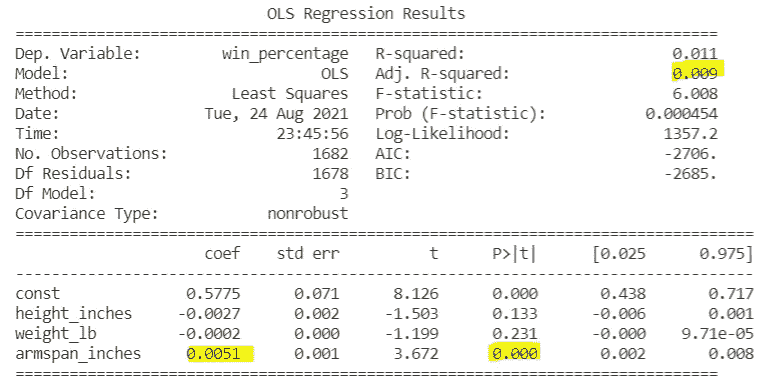 OLS Regression Results
==============================================================================
Dep. Variable: win_percentage R-squared: 0.011
Model: OLS Adj. R-squared: 0.009
Method: Least Squares F-statistic: 6.008
Date: Tue, 24 Aug 2021 Prob (F-statistic): 0.000454
Time: 23:45:56 Log-Likelihood: 1357.2
No. Observations: 1682 AIC: -2706.
Df Residuals: 1678 BIC: -2685.
Df Model: 3
Covariance Type: nonrobust
==============================================================================
coef std err t P>|t| [0.025 0.975]
------------------------------------------------------------------------------
const 0.5775 0.071 8.126 0.000 0.438 0.717
height_inches -0.0027 0.002 -1.503 0.133 -0.006 0.001
weight_lb -0.0002 0.000 -1.199 0.231 -0.000 9.71e-05
armspan_inches 0.0051 0.001 3.672 0.000 0.002 0.008
==============================================================================